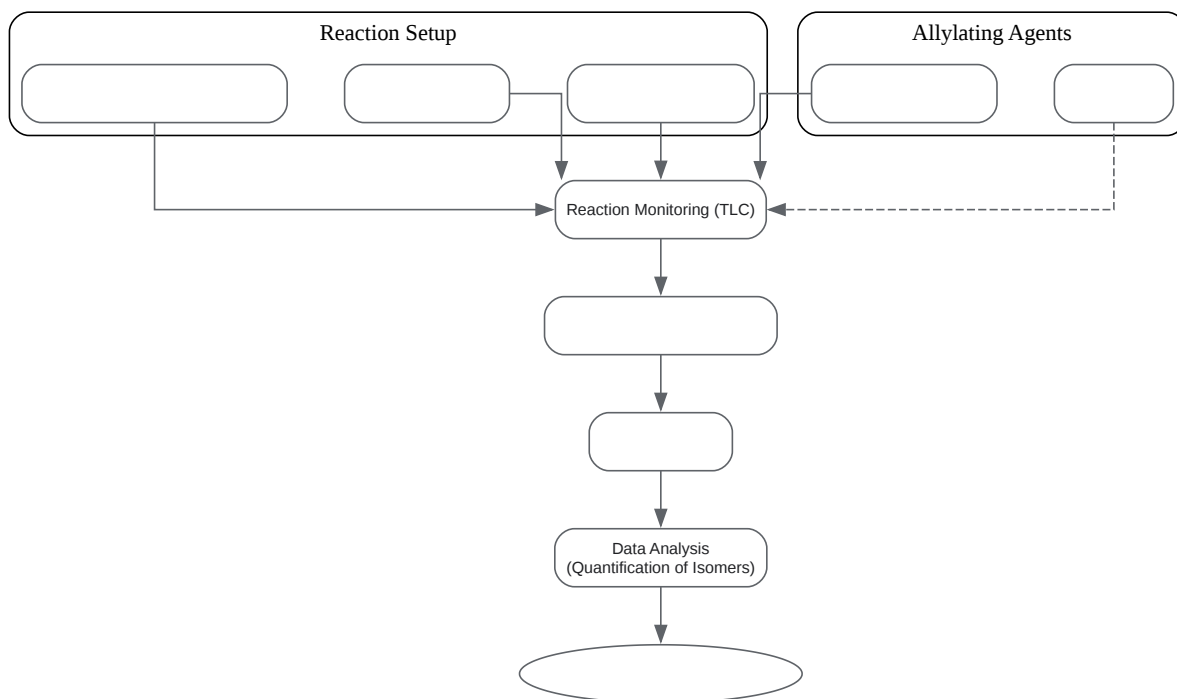 Reaction Setup
Allylating Agents
Reaction Monitoring (TLC)
Data Analysis
(Quantification of Isomers)